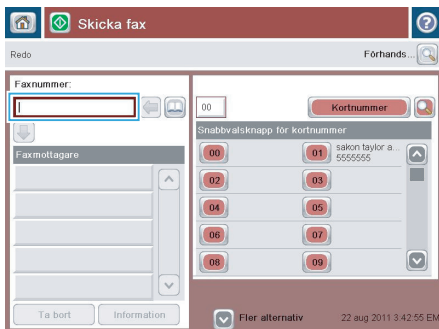 Skicka fax
Redo
Förhands...
Faxnummer:
00
Kortnummer
Snabbvalsknapp för kortnummer
Faxmottagare
00
01
sakon taylor a...
5555555
02
03
04
05
06
07
08
09
Ta bort
Information
Fler alternativ
22 aug 2011 3:42:55 EM